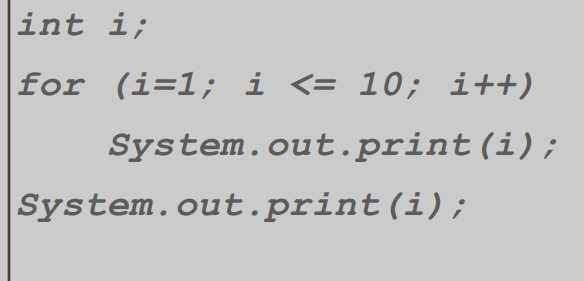 int i;
for (i=1; i <= 10; i++)
System.out.print(i);
System.out.print(i);